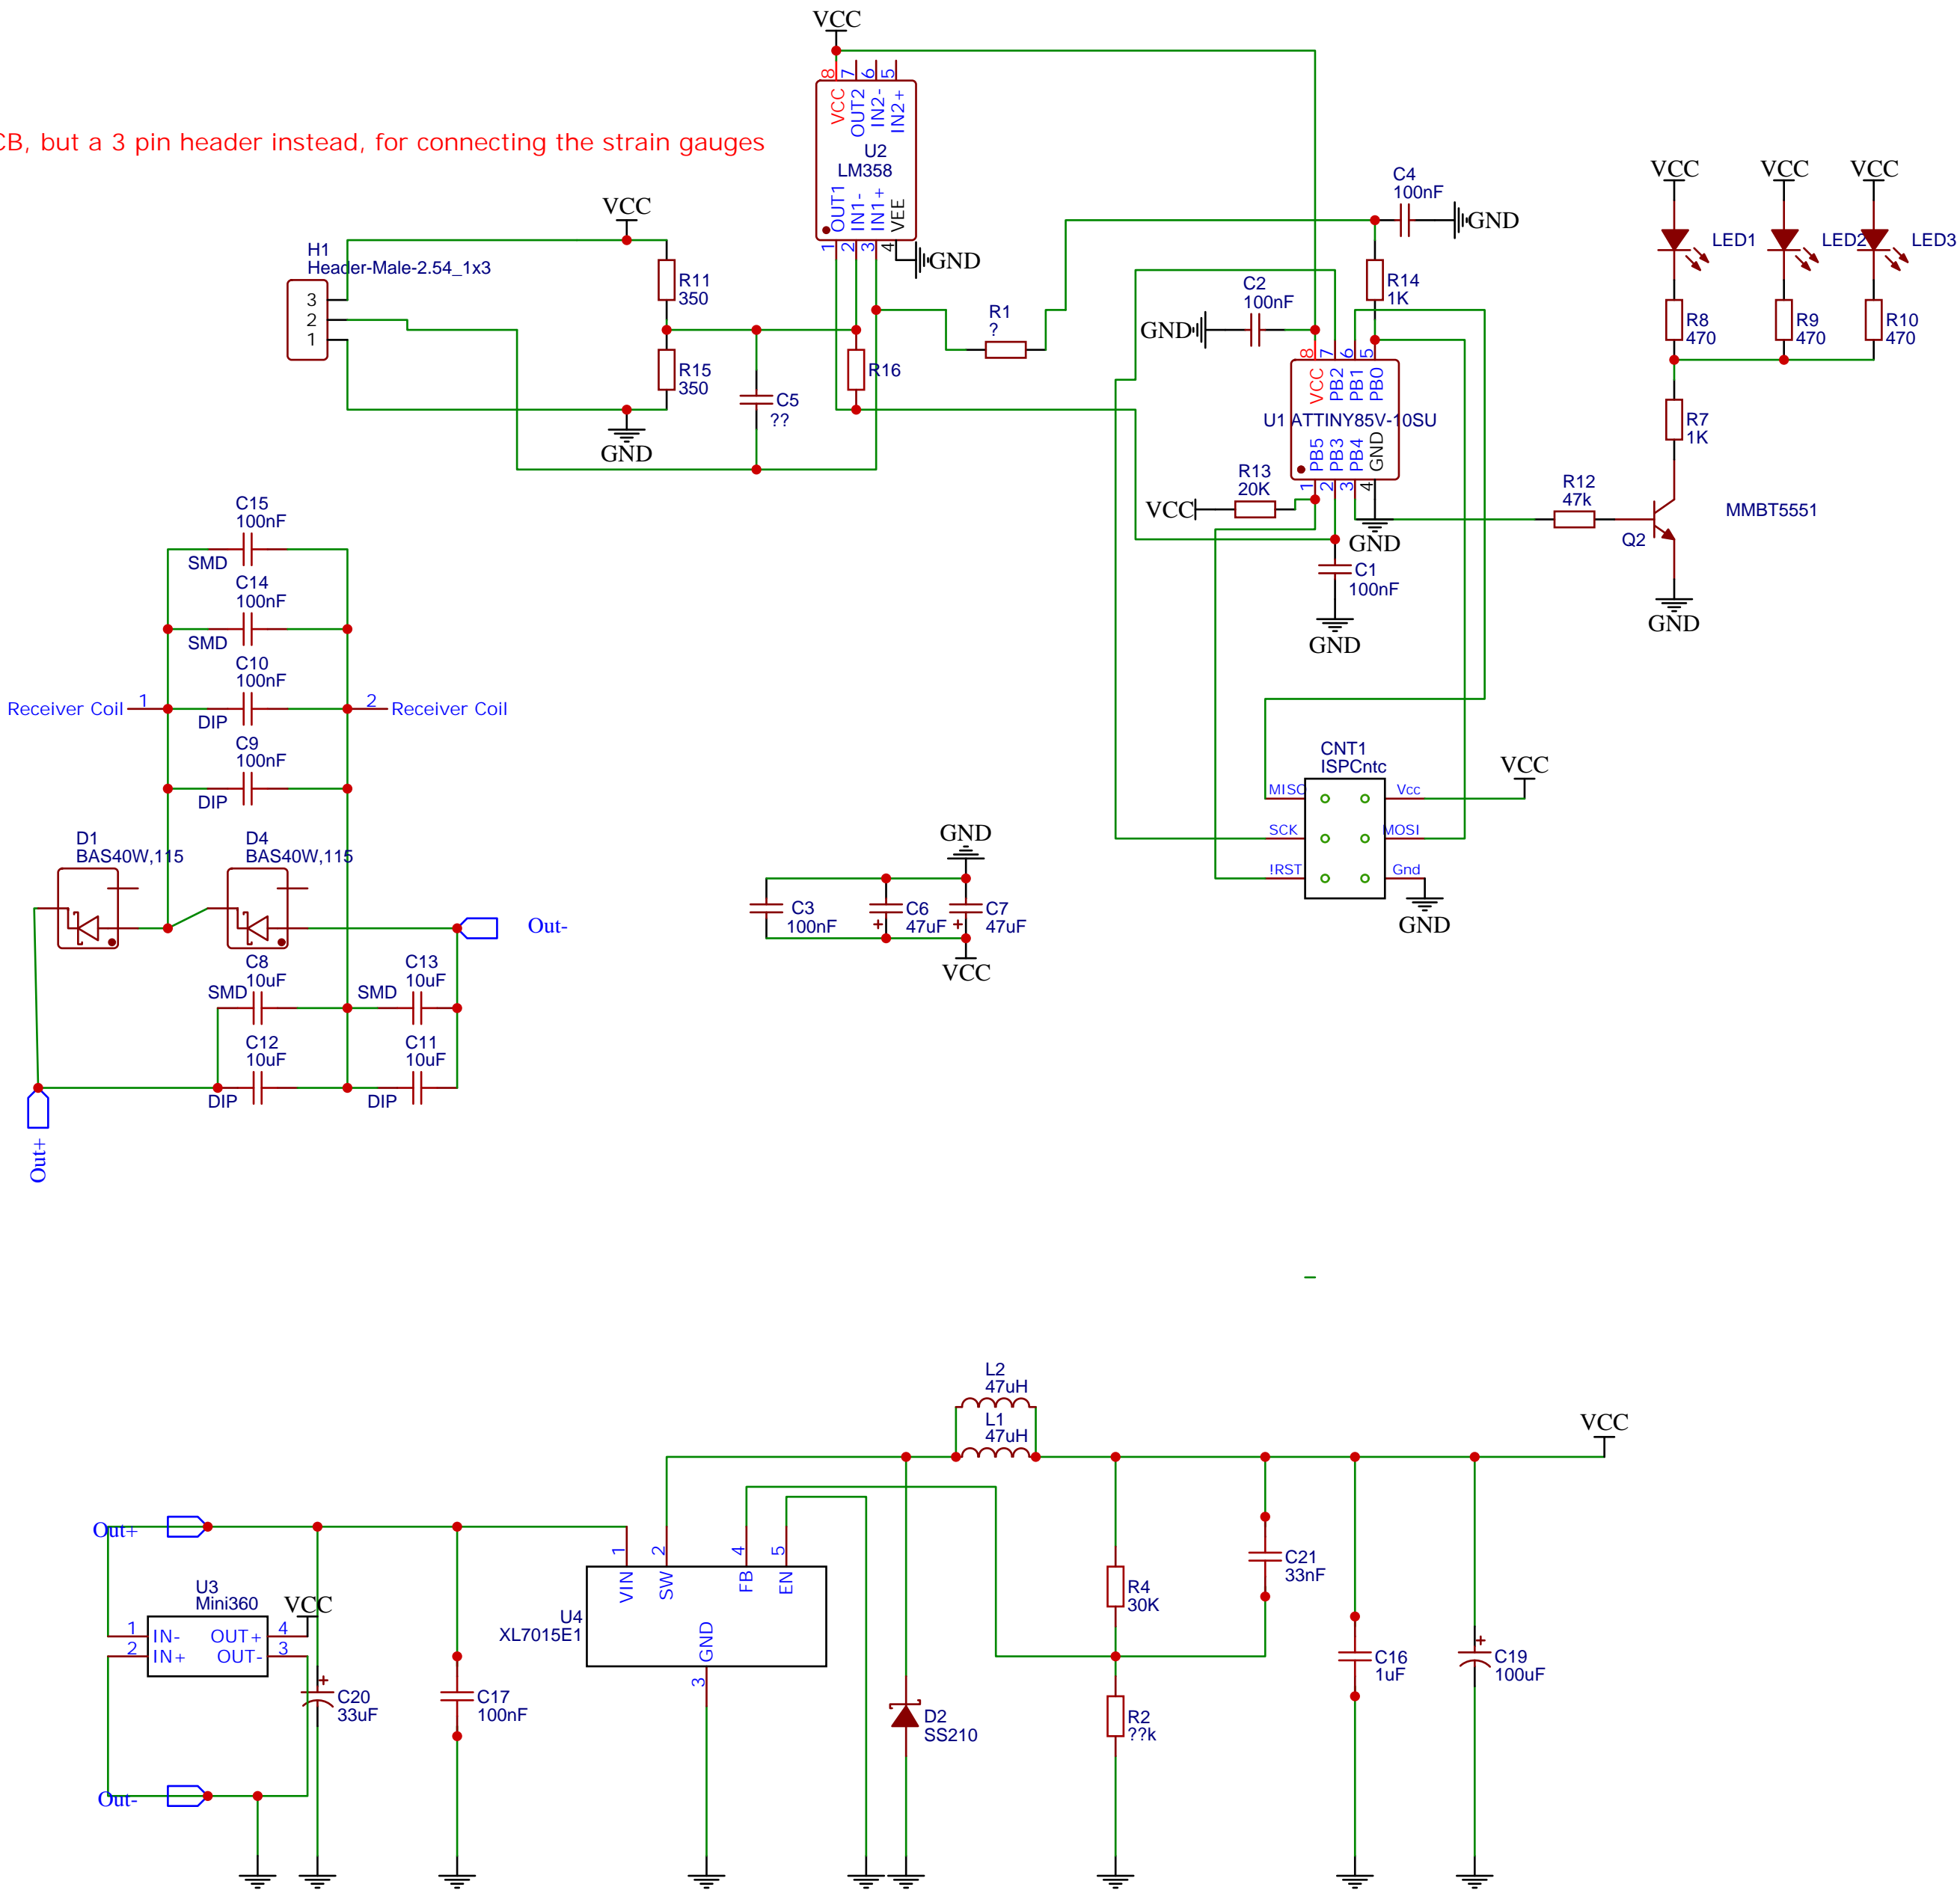 VCC
8
7
6
5
VCC
OUT2
IN2-
IN2+
U2
LM358
OUT1
IN1-
IN1+
VEE
1
2
3
4
GND
CB, but a 3 pin header instead, for connecting the strain gauges
VCC
H1
Header-Male-2.54_1x3
3
2
1
R11
350
R15
350
GND
C5
??
R16
R1
?
C4
100nF
GND
R14
1K
C2
100nF
GND
8
7
6
5
VCC
PB2
PB1
PB0
U1 ATTINY85V-10SU
PB5
PB3
PB4
GND
1
2
3
4
R13
20K
VCC
GND
C1
100nF
GND
VCC
VCC
VCC
LED1
LED2
LED3
R8
470
R9
470
R10
470
R7
1K
R12
47k
MMBT5551
Q2
GND
C15
100nF
SMD
C14
100nF
SMD
C10
100nF
Receiver Coil
1
2
Receiver Coil
DIP
C9
100nF
DIP
D1
BAS40W,115
D4
BAS40W,115
Out-
C8
10uF
SMD
C13
10uF
SMD
C12
10uF
DIP
C11
10uF
DIP
Out+
GND
C3
100nF
C6
47uF
+
C7
47uF
+
VCC
CNT1
ISPCntc
VCC
MISO
Vcc
SCK
MOSI
!RST
Gnd
GND
L2
47uH
L1
47uH
VCC
Out+
U3
Mini360
VCC
1
2
IN-
IN+
OUT+
OUT-
4
3
Out-
+
C20
33uF
C17
100nF
U4
XL7015E1
1
2
4
5
VIN
SW
FB
EN
GND
3
D2
SS210
R4
30K
R2
??k
C21
33nF
C16
1uF
+
C19
100uF